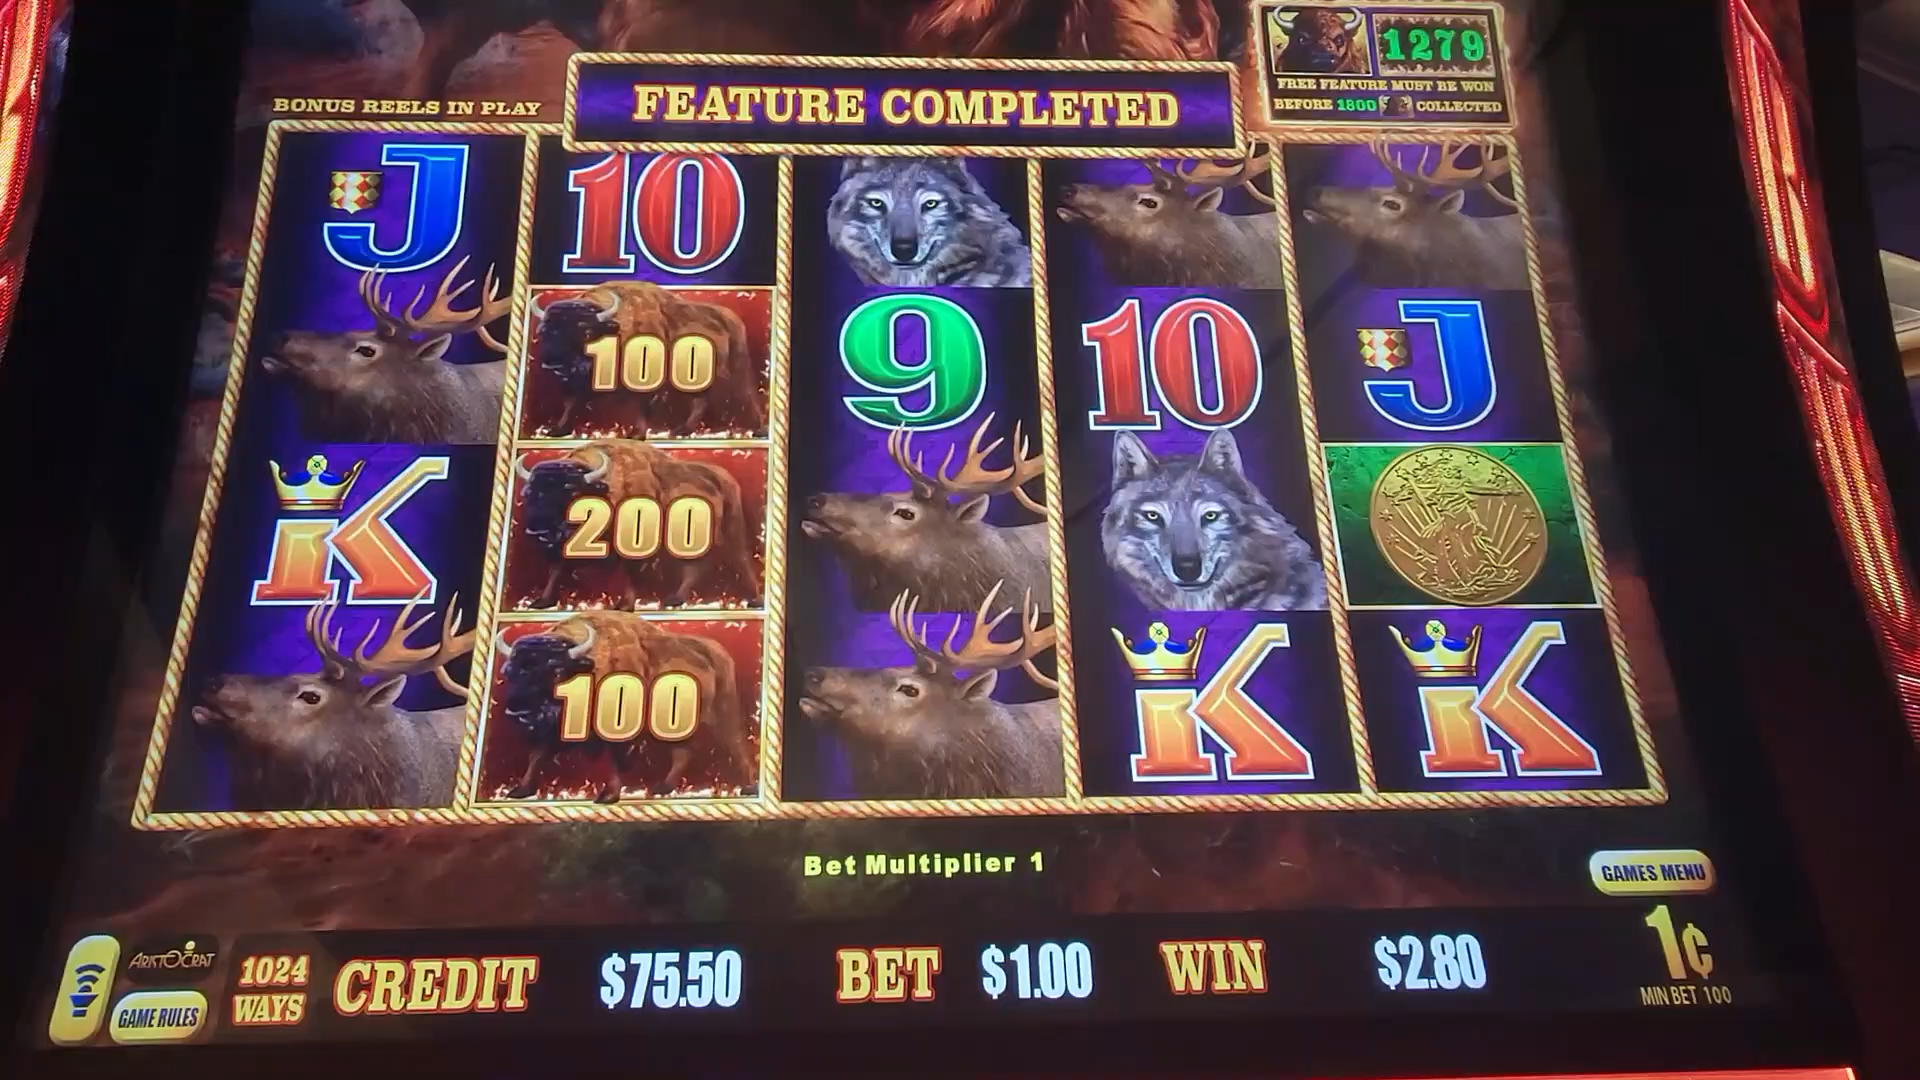 1279
FREE FEATURE MUST BE WON
BEFORE 1800 COLLECTED
BONUS REELS IN PLAY
FEATURE COMPLETED
J 10
100 9 10 J
K 200
100 K K
Bet Multiplier 1
GAMES MENU
ARISTOCRAT
GAME RULES
1024
WAYS
CREDIT $75.50 BET $1.00 WIN $2.80
1¢
MIN BET 100